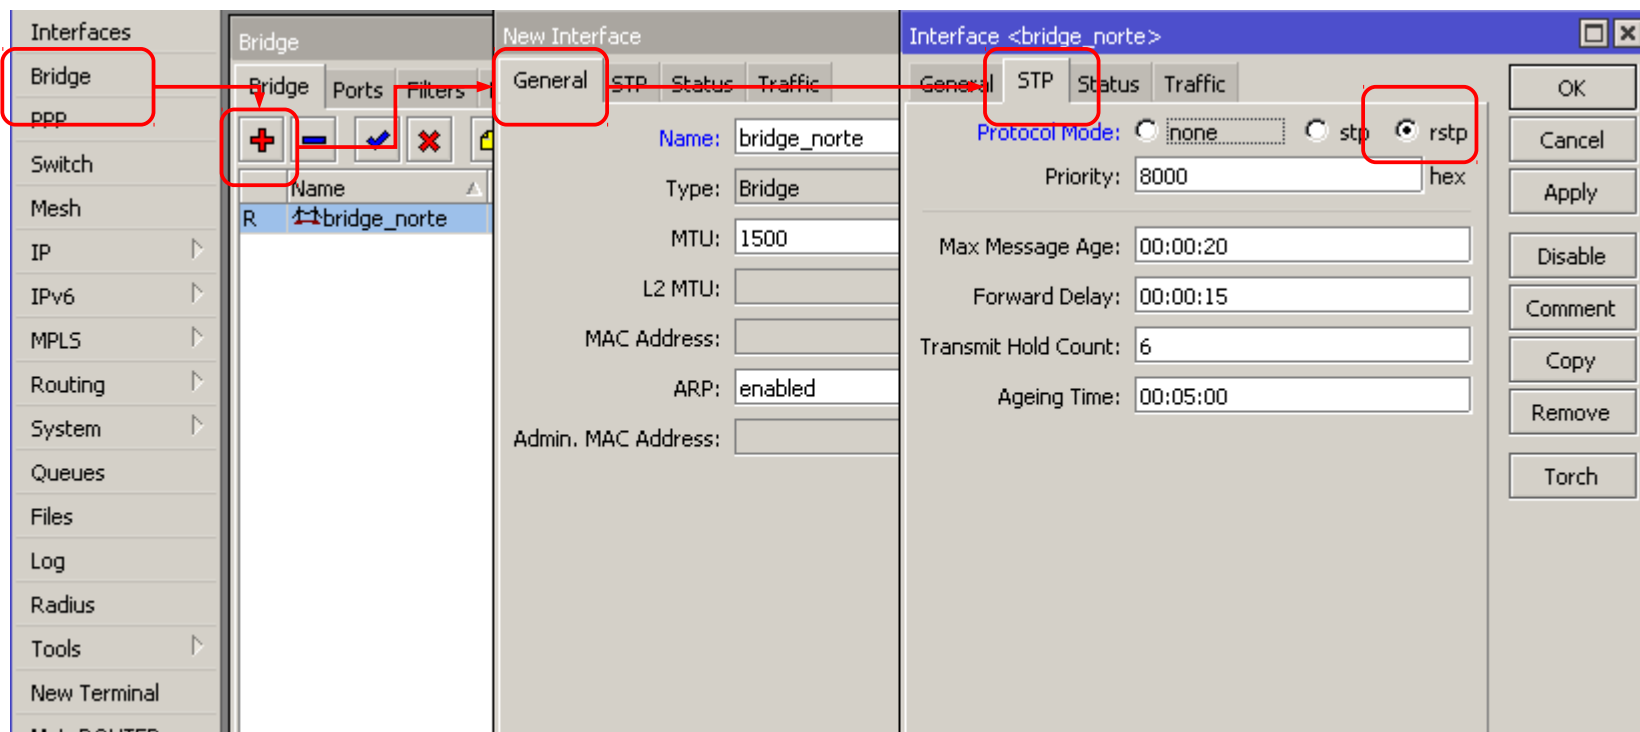 Interfaces
Bridge
PPP
Switch
Mesh
IP
IPv6
MPLS
Routing
System
Queues
Files
Log
Radius
Tools
New Terminal
Bridge
Bridge Ports Filters
Name
R bridge_norte
New Interface
General STP Status Traffic
Name: bridge_norte
Type: Bridge
MTU: 1500
L2 MTU:
MAC Address:
ARP: enabled
Admin. MAC Address:
Interface <bridge_norte>
General STP Status Traffic
Protocol Mode: none stp rstp
Priority: 8000 hex
Max Message Age: 00:00:20
Forward Delay: 00:00:15
Transmit Hold Count: 6
Ageing Time: 00:05:00
OK
Cancel
Apply
Disable
Comment
Copy
Remove
Torch